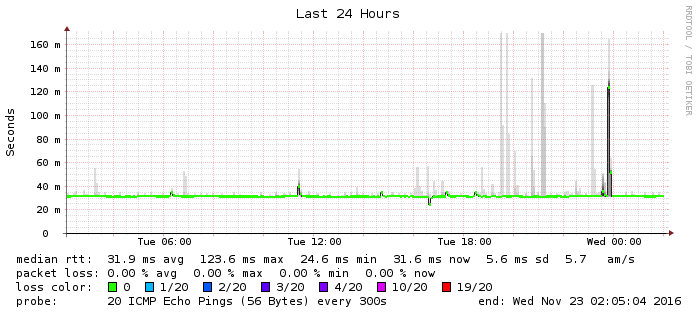 Last 24 Hours
RRDTOOL / TOBI OETIKER
Seconds
160 m
140 m
120 m
100 m
80 m
60 m
40 m
20 m
0
Tue 06:00 Tue 12:00 Tue 18:00 Wed 00:00
median rtt: 31.9 ms avg 123.6 ms max 24.6 ms min 31.6 ms now 5.6 ms sd 5.7 am/s
packet loss: 0.00 % avg 0.00 % max 0.00 % min 0.00 % now
loss color: 0 1/20 2/20 3/20 4/20 10/20 19/20
probe: 20 ICMP Echo Pings (56 Bytes) every 300s end: Wed Nov 23 02:05:04 2016